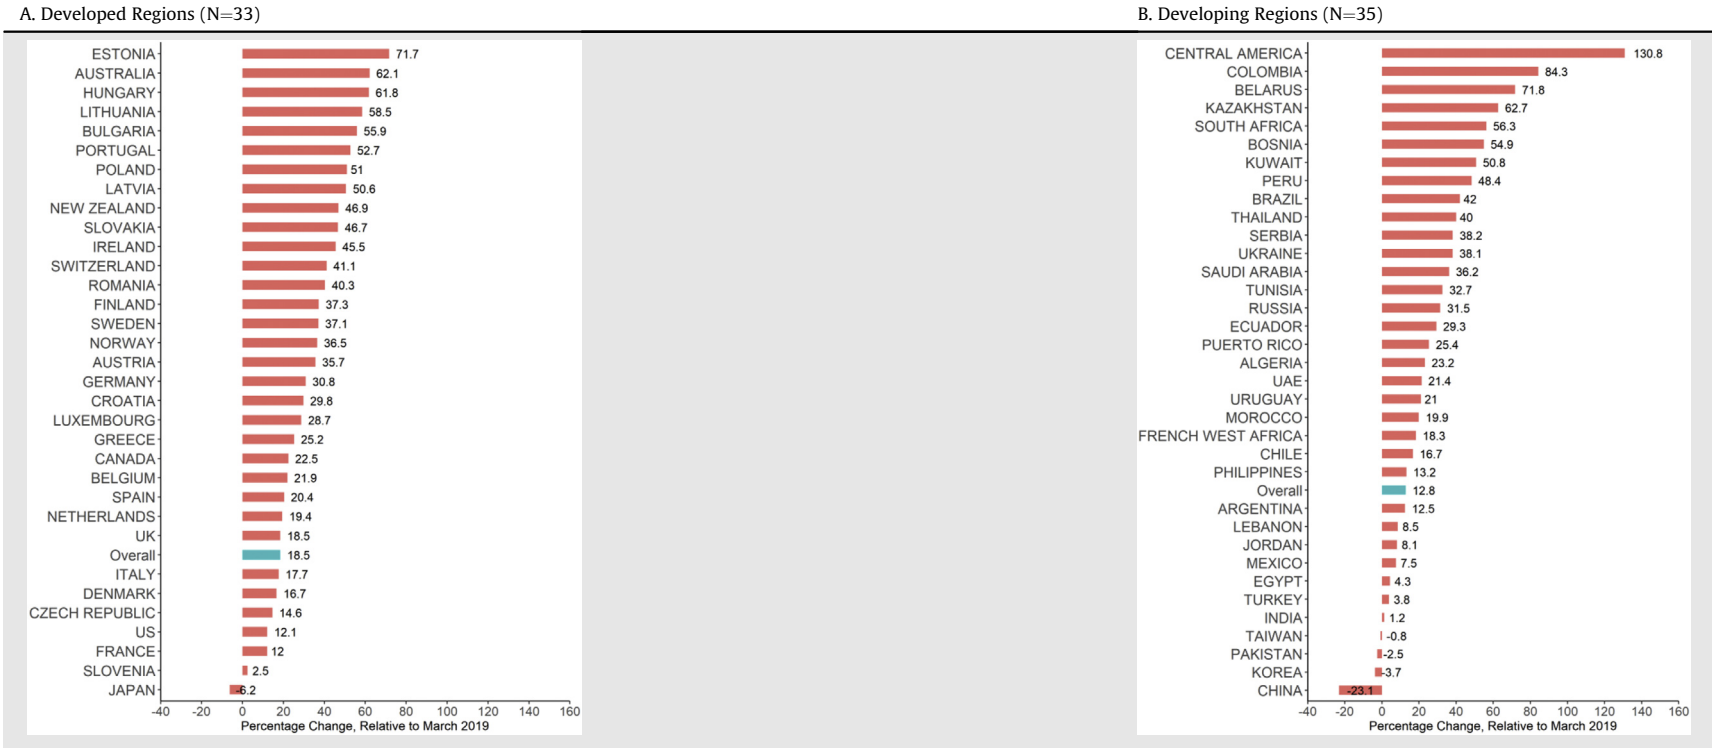 A. Developed Regions (N=33)
ESTONIA 71.7
AUSTRALIA 62.1
HUNGARY 61.8
LITHUANIA 58.5
BULGARIA 55.9
PORTUGAL 52.7
POLAND 51
LATVIA 50.6
NEW ZEALAND 46.9
SLOVAKIA 46.7
IRELAND 45.5
SWITZERLAND 41.1
ROMANIA 40.3
FINLAND 37.3
SWEDEN 37.1
NORWAY 36.5
AUSTRIA 35.7
GERMANY 30.8
CROATIA 29.8
LUXEMBOURG 28.7
GREECE 25.2
CANADA 22.5
BELGIUM 21.9
SPAIN 20.4
NETHERLANDS 19.4
UK 18.5
Overall 18.5
ITALY 17.7
DENMARK 16.7
CZECH REPUBLIC 14.6
US 12.1
FRANCE 12
SLOVENIA 2.5
JAPAN -6.2
-40 -20 0 20 40 60 80 100 120 140 160
Percentage Change, Relative to March 2019
B. Developing Regions (N=35)
CENTRAL AMERICA 130.8
COLOMBIA 84.3
BELARUS 71.8
KAZAKHSTAN 62.7
SOUTH AFRICA 56.3
BOSNIA 54.9
KUWAIT 50.8
PERU 48.4
BRAZIL 42
THAILAND 40
SERBIA 38.2
UKRAINE 38.1
SAUDI ARABIA 36.2
TUNISIA 32.7
RUSSIA 31.5
ECUADOR 29.3
PUERTO RICO 25.4
ALGERIA 23.2
UAE 21.4
URUGUAY 21
MOROCCO 19.9
FRENCH WEST AFRICA 18.3
CHILE 16.7
PHILIPPINES 13.2
Overall 12.8
ARGENTINA 12.5
LEBANON 8.5
JORDAN 8.1
MEXICO 7.5
EGYPT 4.3
TURKEY 3.8
INDIA 1.2
TAIWAN -0.8
PAKISTAN -2.5
KOREA -3.7
CHINA -23.1
-40 -20 0 20 40 60 80 100 120 140 160
Percentage Change, Relative to March 2019